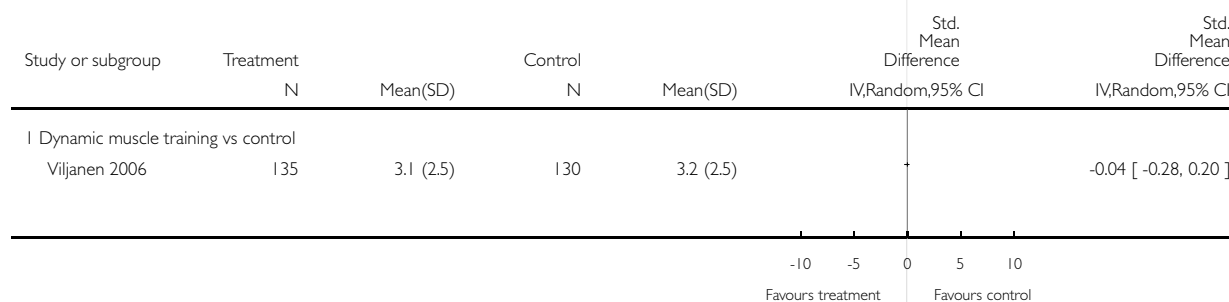 Std.
Mean
Difference
Std.
Mean
Difference
Study or subgroup Treatment Control
N Mean(SD) N Mean(SD) IV,Random,95% CI IV,Random,95% CI
1 Dynamic muscle training vs control
Viljanen 2006 135 3.1 (2.5) 130 3.2 (2.5) -0.04 [ -0.28, 0.20 ]
-10 -5 0 5 10
Favours treatment Favours control